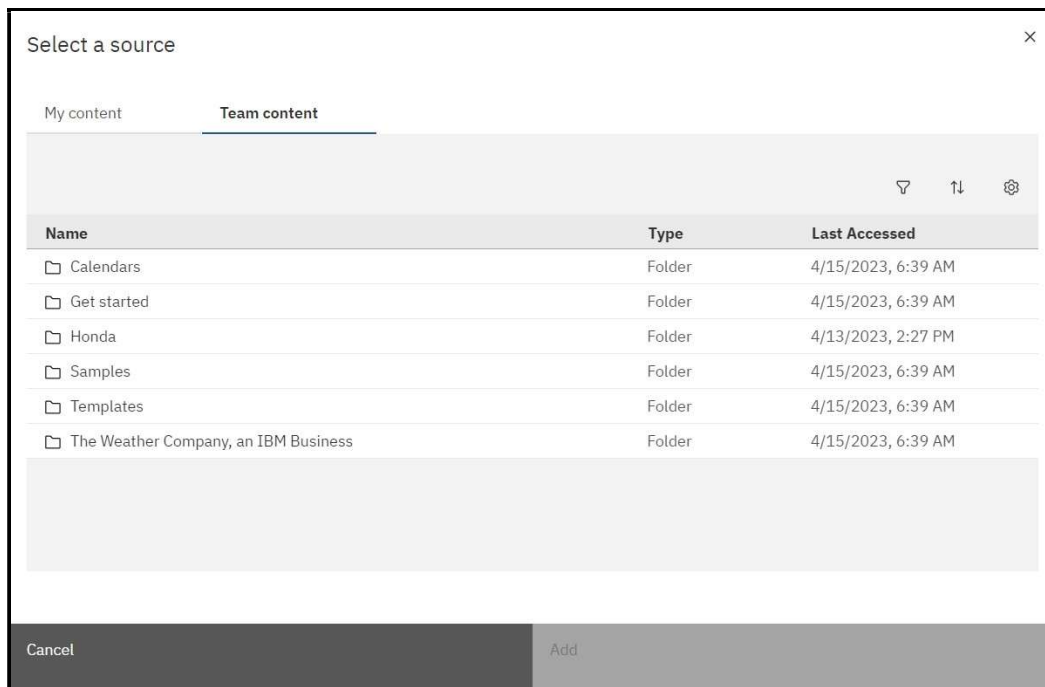 Select a source
My content Team content
Name Type Last Accessed
Calendars Folder 4/15/2023, 6:39 AM
Get started Folder 4/15/2023, 6:39 AM
Honda Folder 4/13/2023, 2:27 PM
Samples Folder 4/15/2023, 6:39 AM
Templates Folder 4/15/2023, 6:39 AM
The Weather Company, an IBM Business Folder 4/15/2023, 6:39 AM
Cancel Add